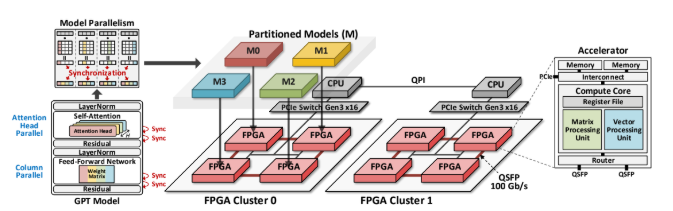 Model Parallelism
Synchronization
Attention
Head
Parallel
Column
Parallel
LayerNorm
Self-Attention
Attention Head
Residual
LayerNorm
Feed-Forward Network
Weight
Matrix
Residual
Sync
Sync
Sync
Sync
GPT Model
Partitioned Models (M)
M0
M1
M3
M2
CPU
QPI
CPU
PCIe Switch Gen3 x16
PCIe Switch Gen3 x16
FPGA
FPGA
FPGA
FPGA
FPGA
FPGA
FPGA
FPGA
QSFP
100 Gb/s
FPGA Cluster 0
FPGA Cluster 1
Accelerator
Memory
Memory
PCIe
Interconnect
Compute Core
Register File
Matrix
Processing
Unit
Vector
Processing
Unit
Router
QSFP
QSFP